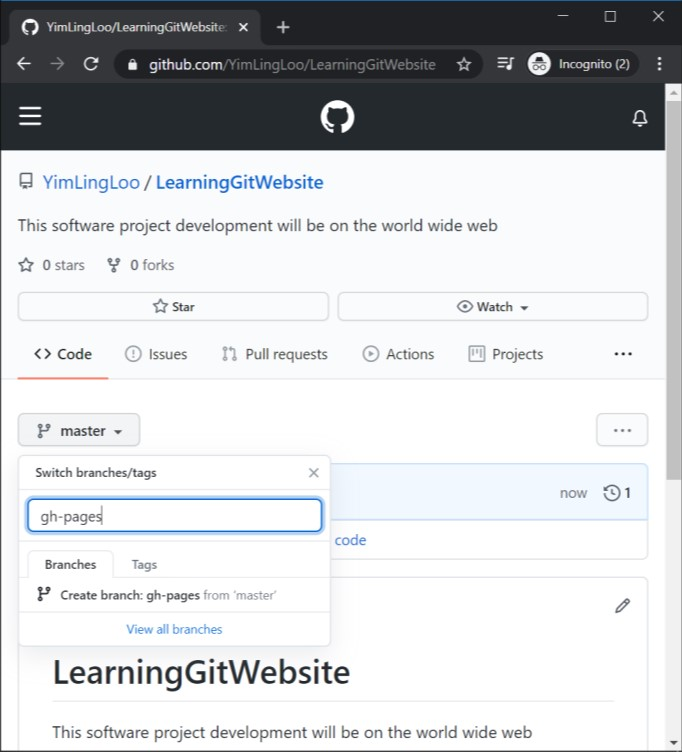 YimLingLoo/LearningGitWebsite:
github.com/YimLingLoo/LearningGitWebsite
Incognito (2)
YimLingLoo / LearningGitWebsite
This software project development will be on the world wide web
0 stars 0 forks
Star Watch
Code Issues Pull requests Actions Projects ...
master ...
Switch branches/tags
now 1
gh-pages
code
Branches Tags
Create branch: gh-pages from 'master'
View all branches
LearningGitWebsite
This software project development will be on the world wide web